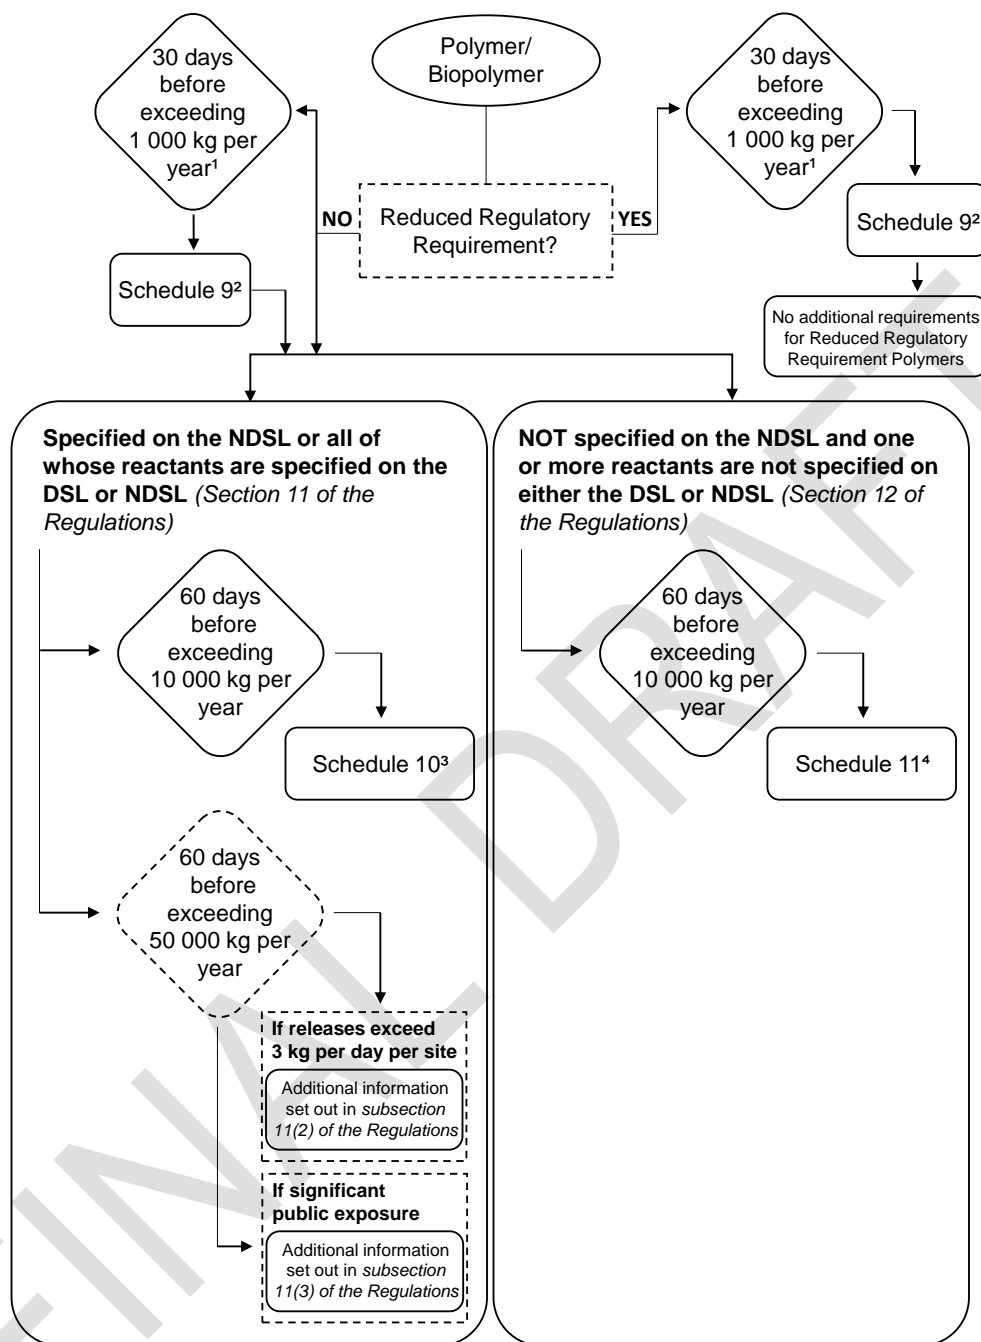 Polymer/
Biopolymer
30 days
before
exceeding
1 000 kg per
year¹
30 days
before
exceeding
1 000 kg per
year¹
NO
Reduced Regulatory
Requirement?
YES
Schedule 9²
Schedule 9²
No additional requirements
for Reduced Regulatory
Requirement Polymers
Specified on the NDSL or all of
whose reactants are specified on the
DSL or NDSL (Section 11 of the
Regulations)
60 days
before
exceeding
10 000 kg per
year
Schedule 10³
60 days
before
exceeding
50 000 kg per
year
If releases exceed
3 kg per day per site
Additional information
set out in subsection
11(2) of the Regulations
If significant
public exposure
Additional information
set out in subsection
11(3) of the Regulations
NOT specified on the NDSL and one
or more reactants are not specified on
either the DSL or NDSL (Section 12 of
the Regulations)
60 days
before
exceeding
10 000 kg per
year
Schedule 11⁴
FINAL DRAFT